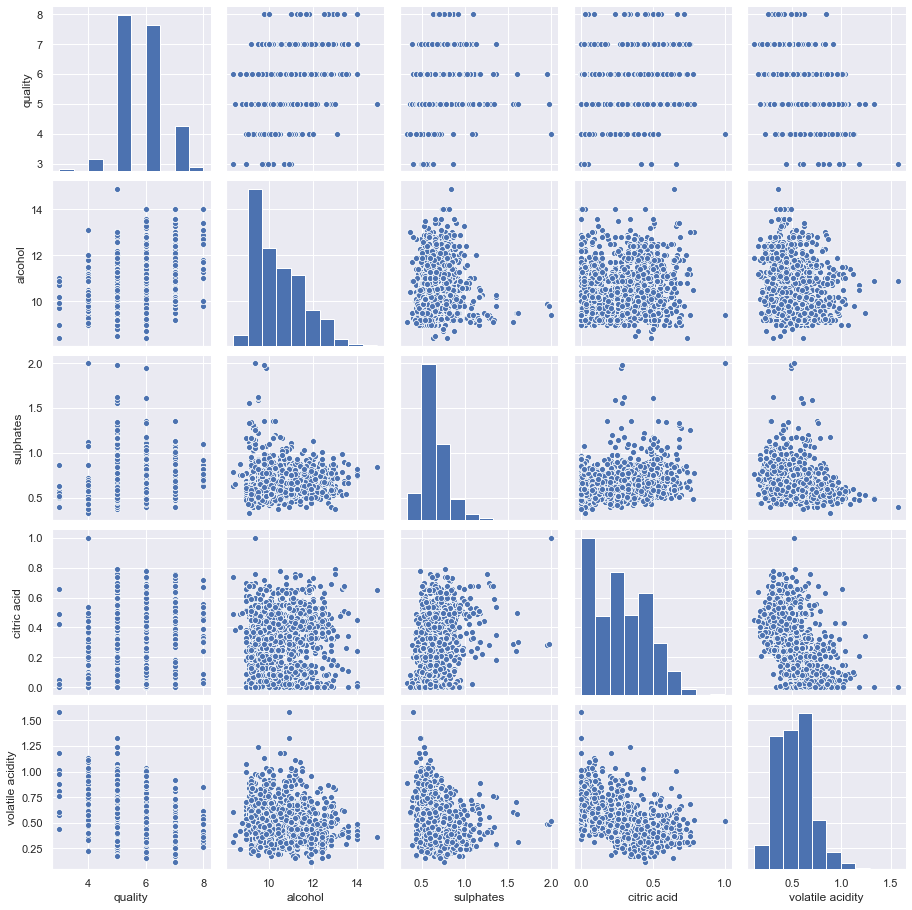 8
7
6
5
4
3
quality
14
12
10
alcohol
2.0
1.5
1.0
0.5
sulphates
1.0
0.8
0.6
0.4
0.2
0.0
citric acid
1.50
1.25
1.00
0.75
0.50
0.25
volatile acidity
4 6 8
quality
10 12 14
alcohol
0.5 1.0 1.5 2.0
sulphates
0.0 0.5 1.0
citric acid
0.5 1.0 1.5
volatile acidity